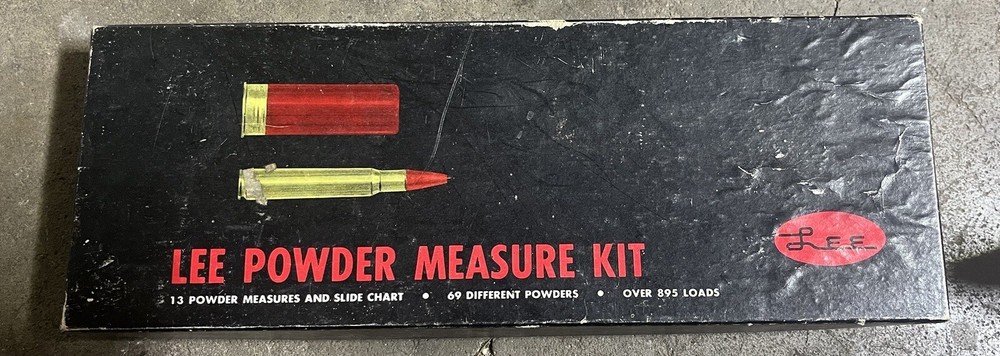 LEE
LEE POWDER MEASURE KIT
13 POWDER MEASURES AND SLIDE CHART • 69 DIFFERENT POWDERS • OVER 895 LOADS